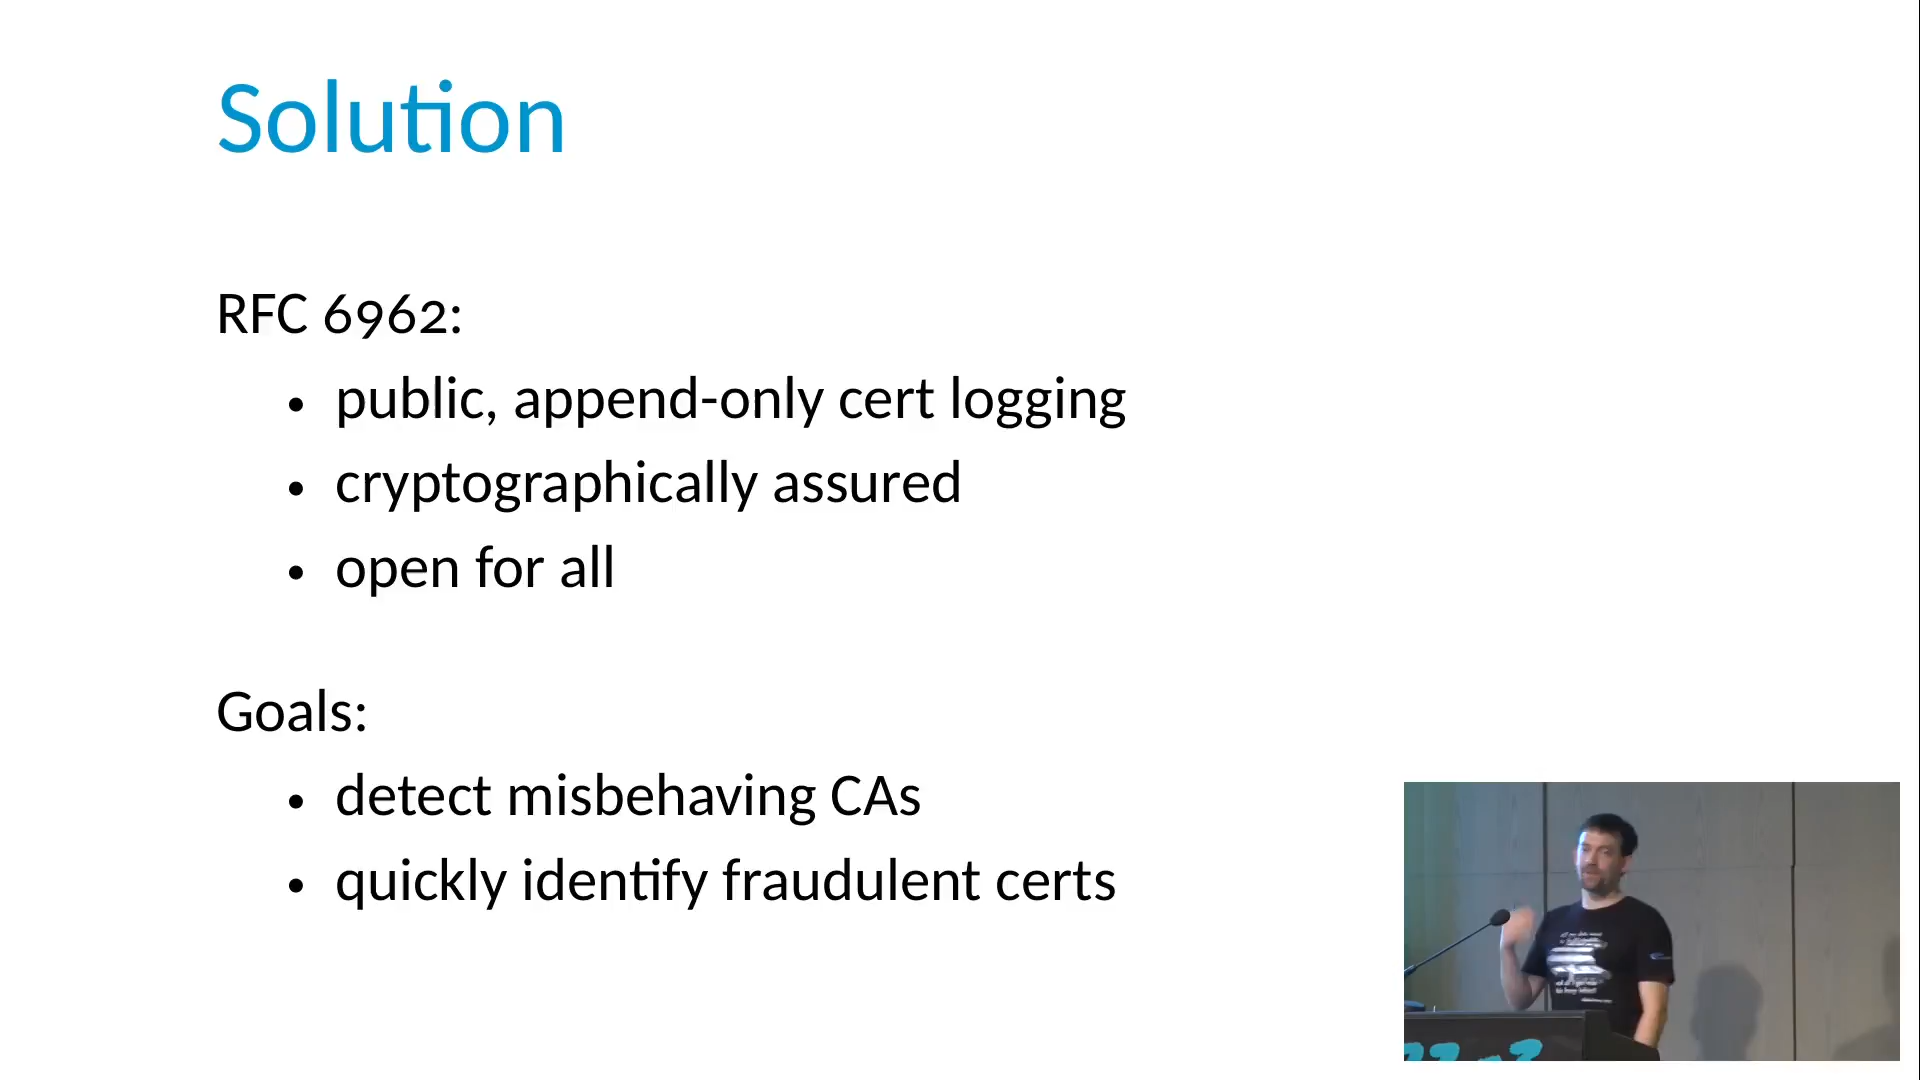 Solution
RFC 6962:
• public, append-only cert logging
• cryptographically assured
• open for all
Goals:
• detect misbehaving CAs
• quickly identify fraudulent certs